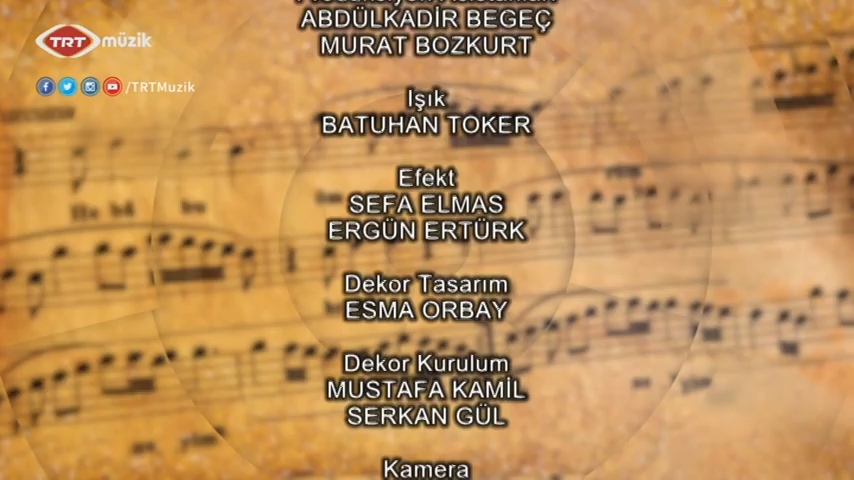 TRT müzik
/TRTMuzik
ABDÜLKADİR BEGEÇ
MURAT BOZKURT
Işık
BATUHAN TOKER
Efekt
SEFA ELMAS
ERGÜN ERTÜRK
Dekor Tasarım
ESMA ORBAY
Dekor Kurulum
MUSTAFA KAMİL
SERKAN GÜL
Kamera